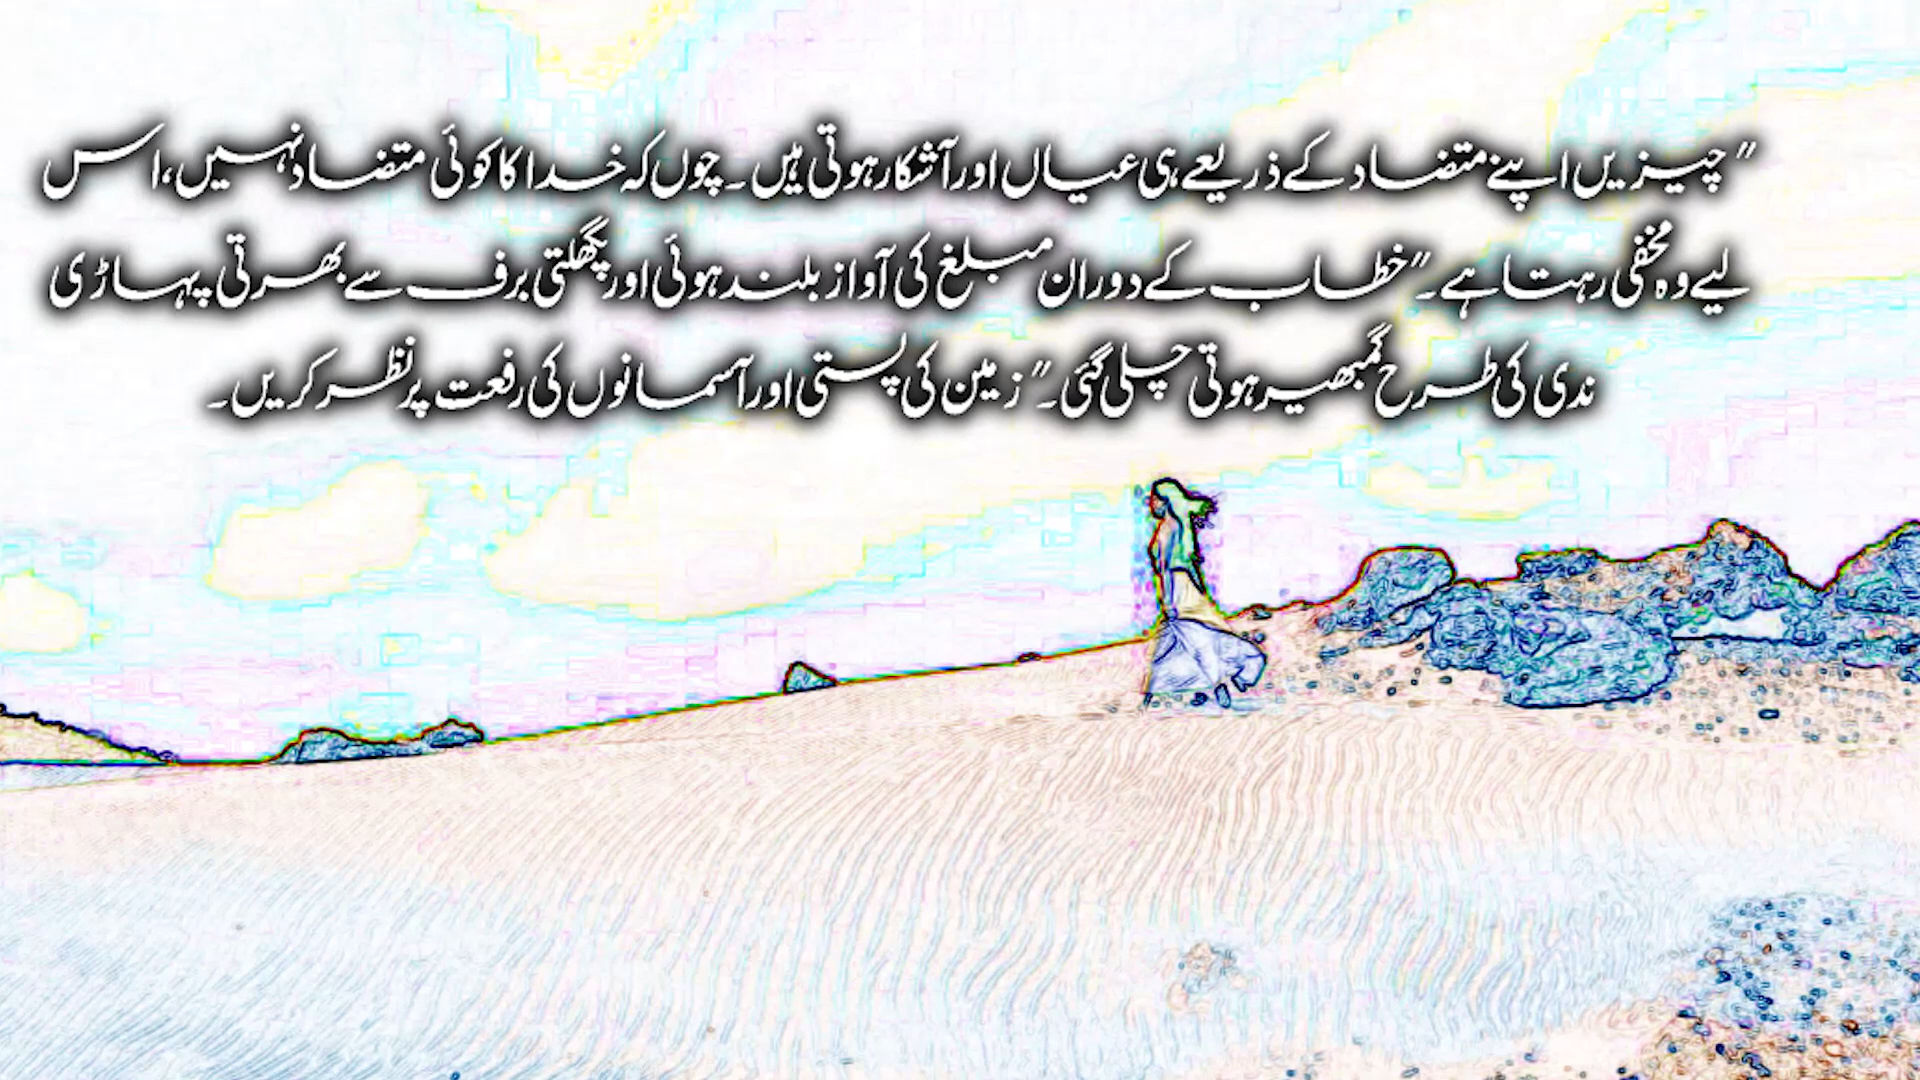 "چیزیں اپنے متضاد کے ذریعے ہی عیاں اور آشکار ہوتی ہیں۔ چوں کہ خدا کا کوئی متضاد نہیں، اس
لیے وہ مخفی رہتا ہے۔" خطاب کے دوران مبلغ کی آواز بلند ہوئی اور پگھلتی برف سے بھرتی پہاڑی
ندی کی طرح گمبھیر ہوتی چلی گئی۔ "زمین کی پستی اور آسمانوں کی رفعت پر نظر کریں۔